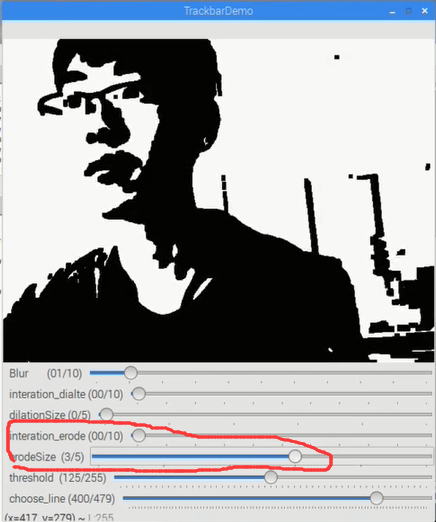 TrackbarDemo
Blur (01/10)
interation_dialte (00/10)
dilationSize (0/5)
interation_erode (00/10)
rodeSize (3/5)
threshold (125/255)
choose_line (400/479)
(x=417, y=279) ~ L:255